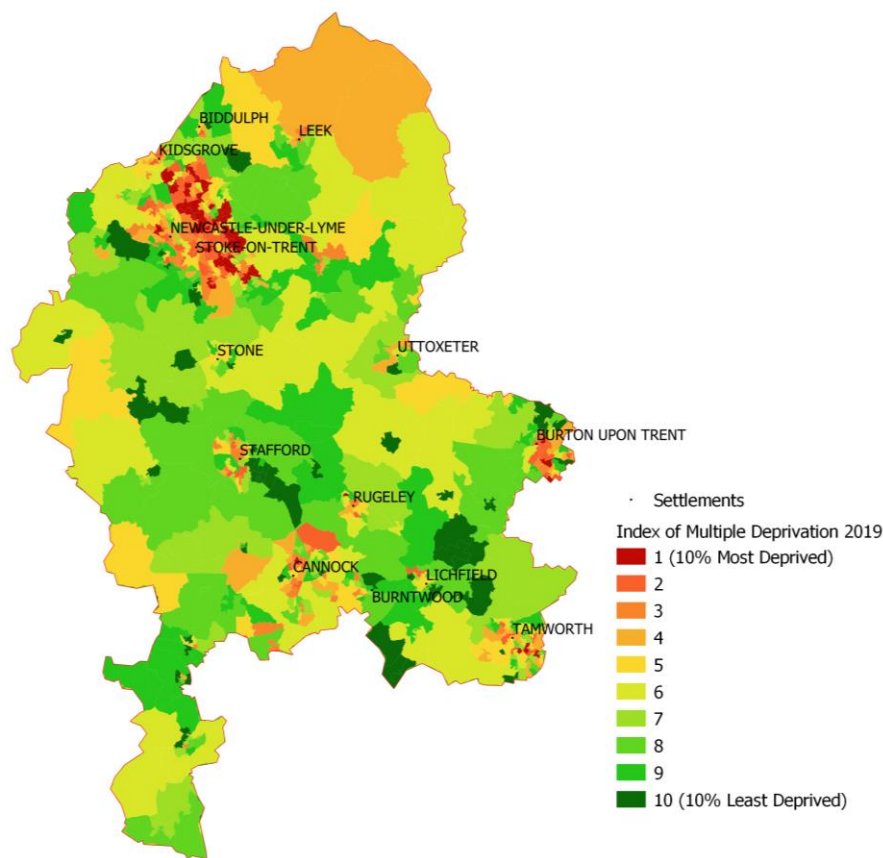 BIDDULPH
LEEK
KIDSGROVE
NEWCASTLE-UNDER-LYME
STOKE-ON-TRENT
STONE
UTTOXETER
BURTON UPON TRENT
STAFFORD
RUGELEY
CANNOCK
LICHFIELD
BURNTWOOD
TAMWORTH
Settlements
Index of Multiple Deprivation 2019
1 (10% Most Deprived)
2
3
4
5
6
7
8
9
10 (10% Least Deprived)